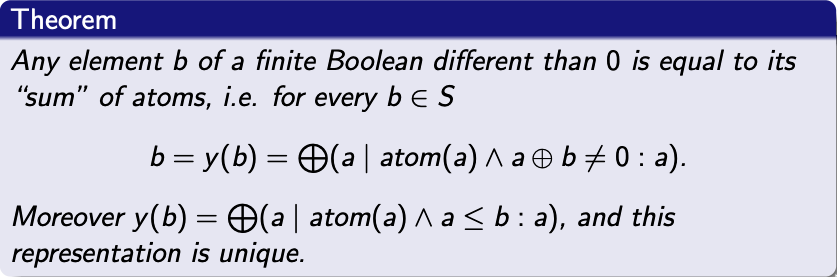 Theorem
Any element b of a finite Boolean different than 0 is equal to its
“sum” of atoms, i.e. for every b ∈ S
b = y(b) = ⨁(a | atom(a) ∧ a ⊕ b ≠ 0 : a).
Moreover y(b) = ⨁(a | atom(a) ∧ a ≤ b : a), and this
representation is unique.